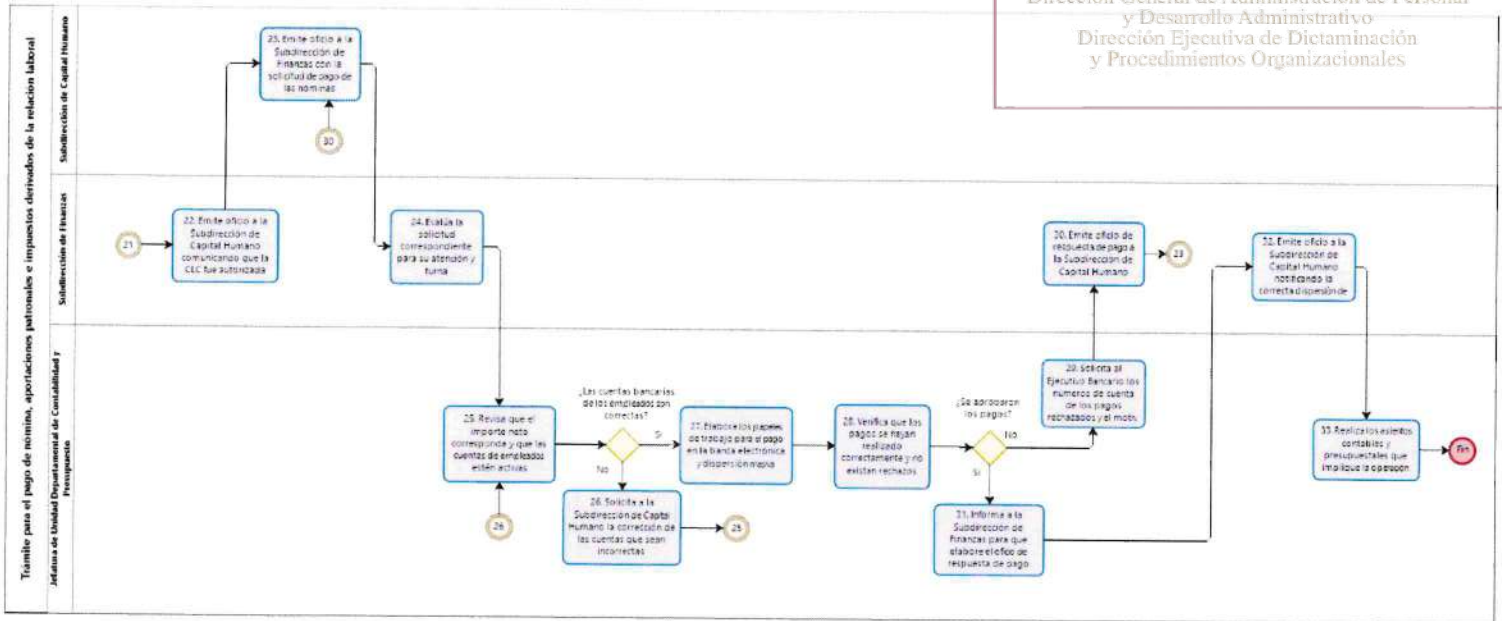 Dirección General de Administración de Personal
y Desarrollo Administrativo
Dirección Ejecutiva de Dictaminación
y Procedimientos Organizacionales
Trámite para el pago de nómina, aportaciones patronales e impuestos derivados de la relación laboral
Subdirección de Capital Humano
23. Emite oficio a la
Subdirección de
Finanzas con la
solicitud de pago de
las nóminas
30
Subdirección de Finanzas
21
22. Emite oficio a la
Subdirección de
Capital Humano
comunicando que la
CLC fue autorizada
24. Evalúa la
solicitud
correspondiente
para su atención y
turna
30. Emite oficio de
respuesta de pago a
la Subdirección de
Capital Humano
23
32. Emite oficio a la
Subdirección de
Capital Humano
notificando la
correcta dispersión de
Jefatura de Unidad Departamental de Contabilidad y
Presupuesto
25. Revisa que el
importe neto
corresponda y que las
cuentas de empleados
estén activas
26
¿Las cuentas bancarias
de los empleados son
correctas?
Si
No
26. Solicita a la
Subdirección de Capital
Humano la corrección de
las cuentas que sean
incorrectas
25
27. Elabora los papeles
de trabajo para el pago
en la banca electrónica
y dispersión masiva
28. Verifica que los
pagos se hayan
realizado
correctamente y no
existan rechazos
¿Se aprobaron
los pagos?
No
Si
29. Solicita al
Ejecutivo Bancario los
números de cuenta
de los pagos
rechazados y el motiv
31. Informa a la
Subdirección de
Finanzas para que
elabore el oficio de
respuesta de pago
33. Realiza los asientos
contables y
presupuestales que
implique la operación
Fin